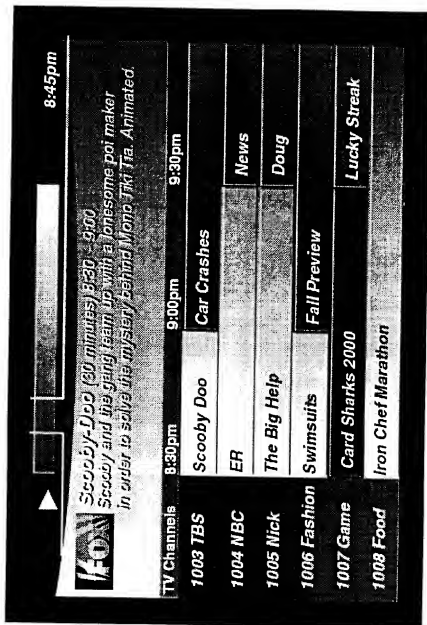 8:45pm
FOX
Scooby-Doo (30 minutes) 8:30 - 9:00
Scooby and the gang team up with a lonesome poi maker
in order to solve the mystery behind Mono Tiki Tia. Animated.
TV Channels 8:30pm 9:00pm 9:30pm
1003 TBS Scooby Doo Car Crashes
1004 NBC ER News
1005 Nick The Big Help Doug
1006 Fashion Swimsuits Fall Preview
1007 Game Card Sharks 2000 Lucky Streak
1008 Food Iron Chef Marathon